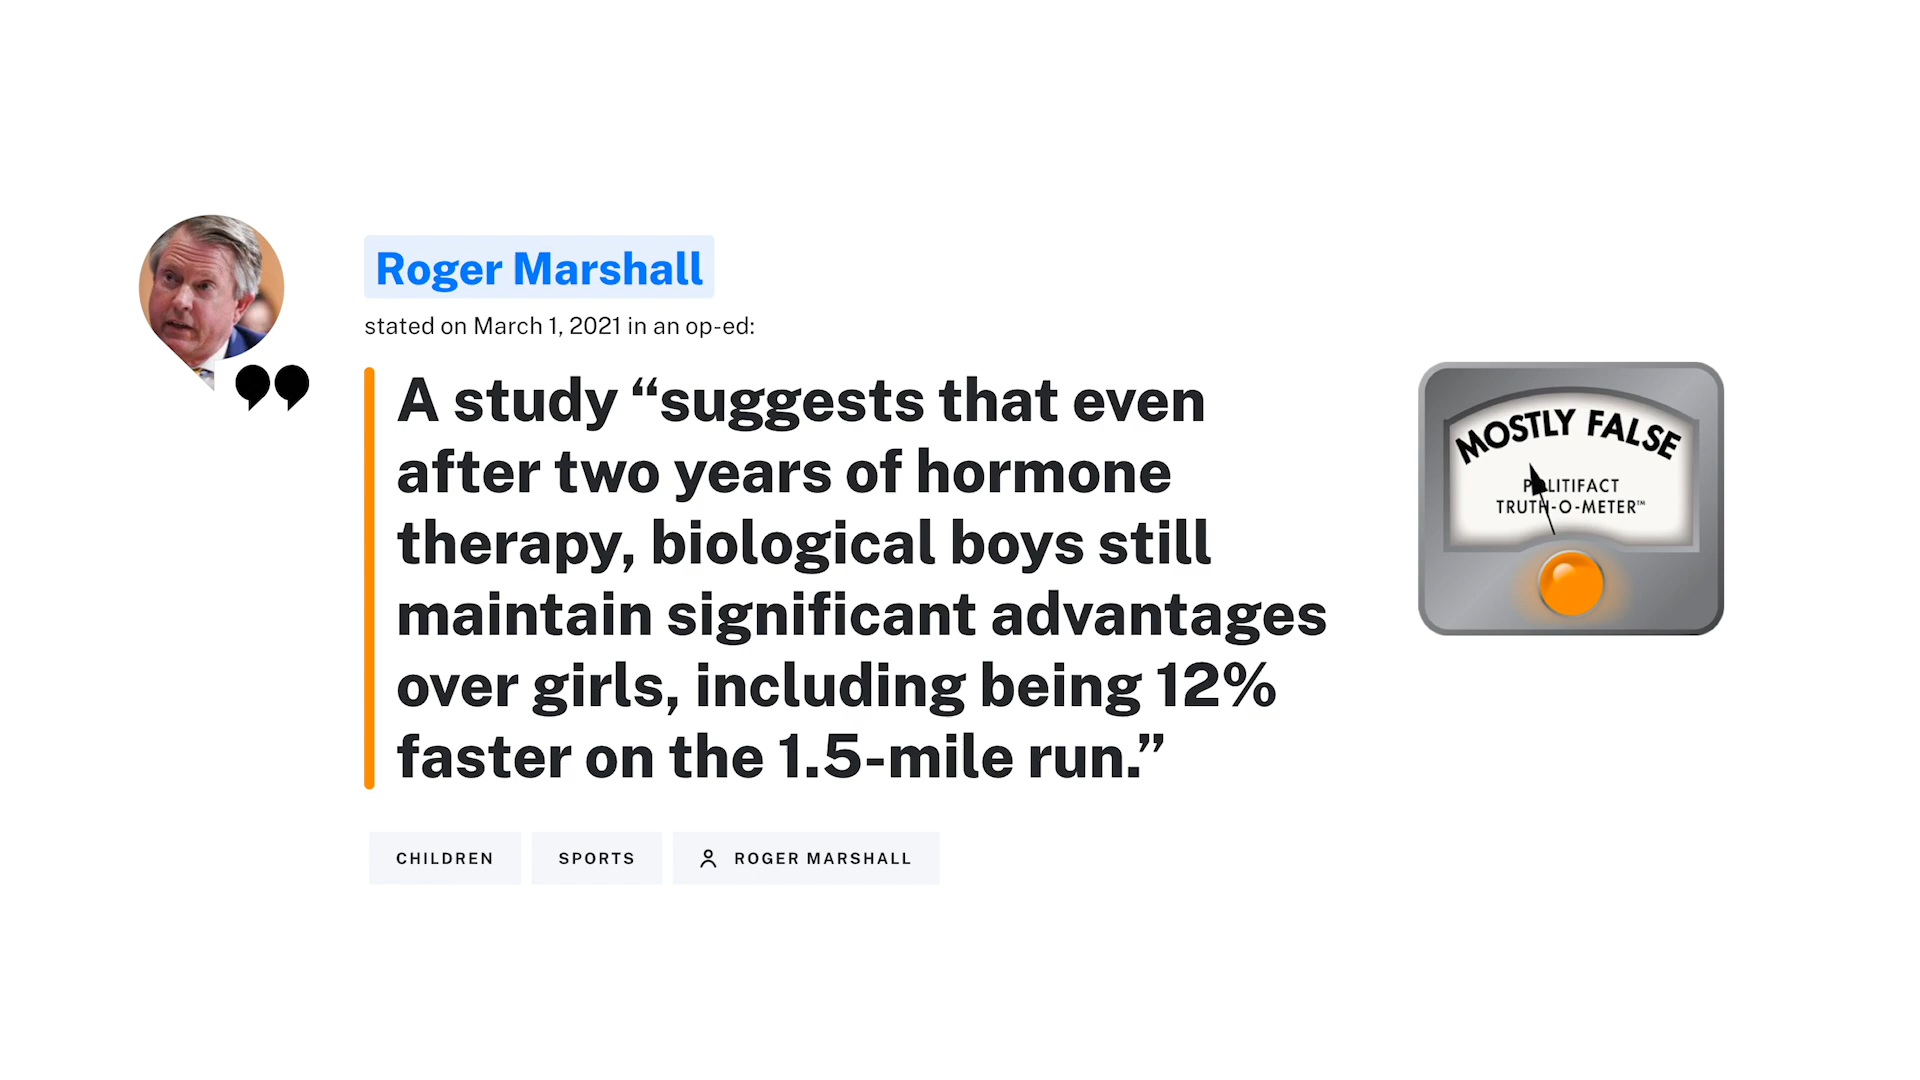 Roger Marshall
stated on March 1, 2021 in an op-ed:
A study “suggests that even
after two years of hormone
therapy, biological boys still
maintain significant advantages
over girls, including being 12%
faster on the 1.5-mile run.”
MOSTLY FALSE
POLITIFACT
TRUTH-O-METER™
CHILDREN
SPORTS
ROGER MARSHALL